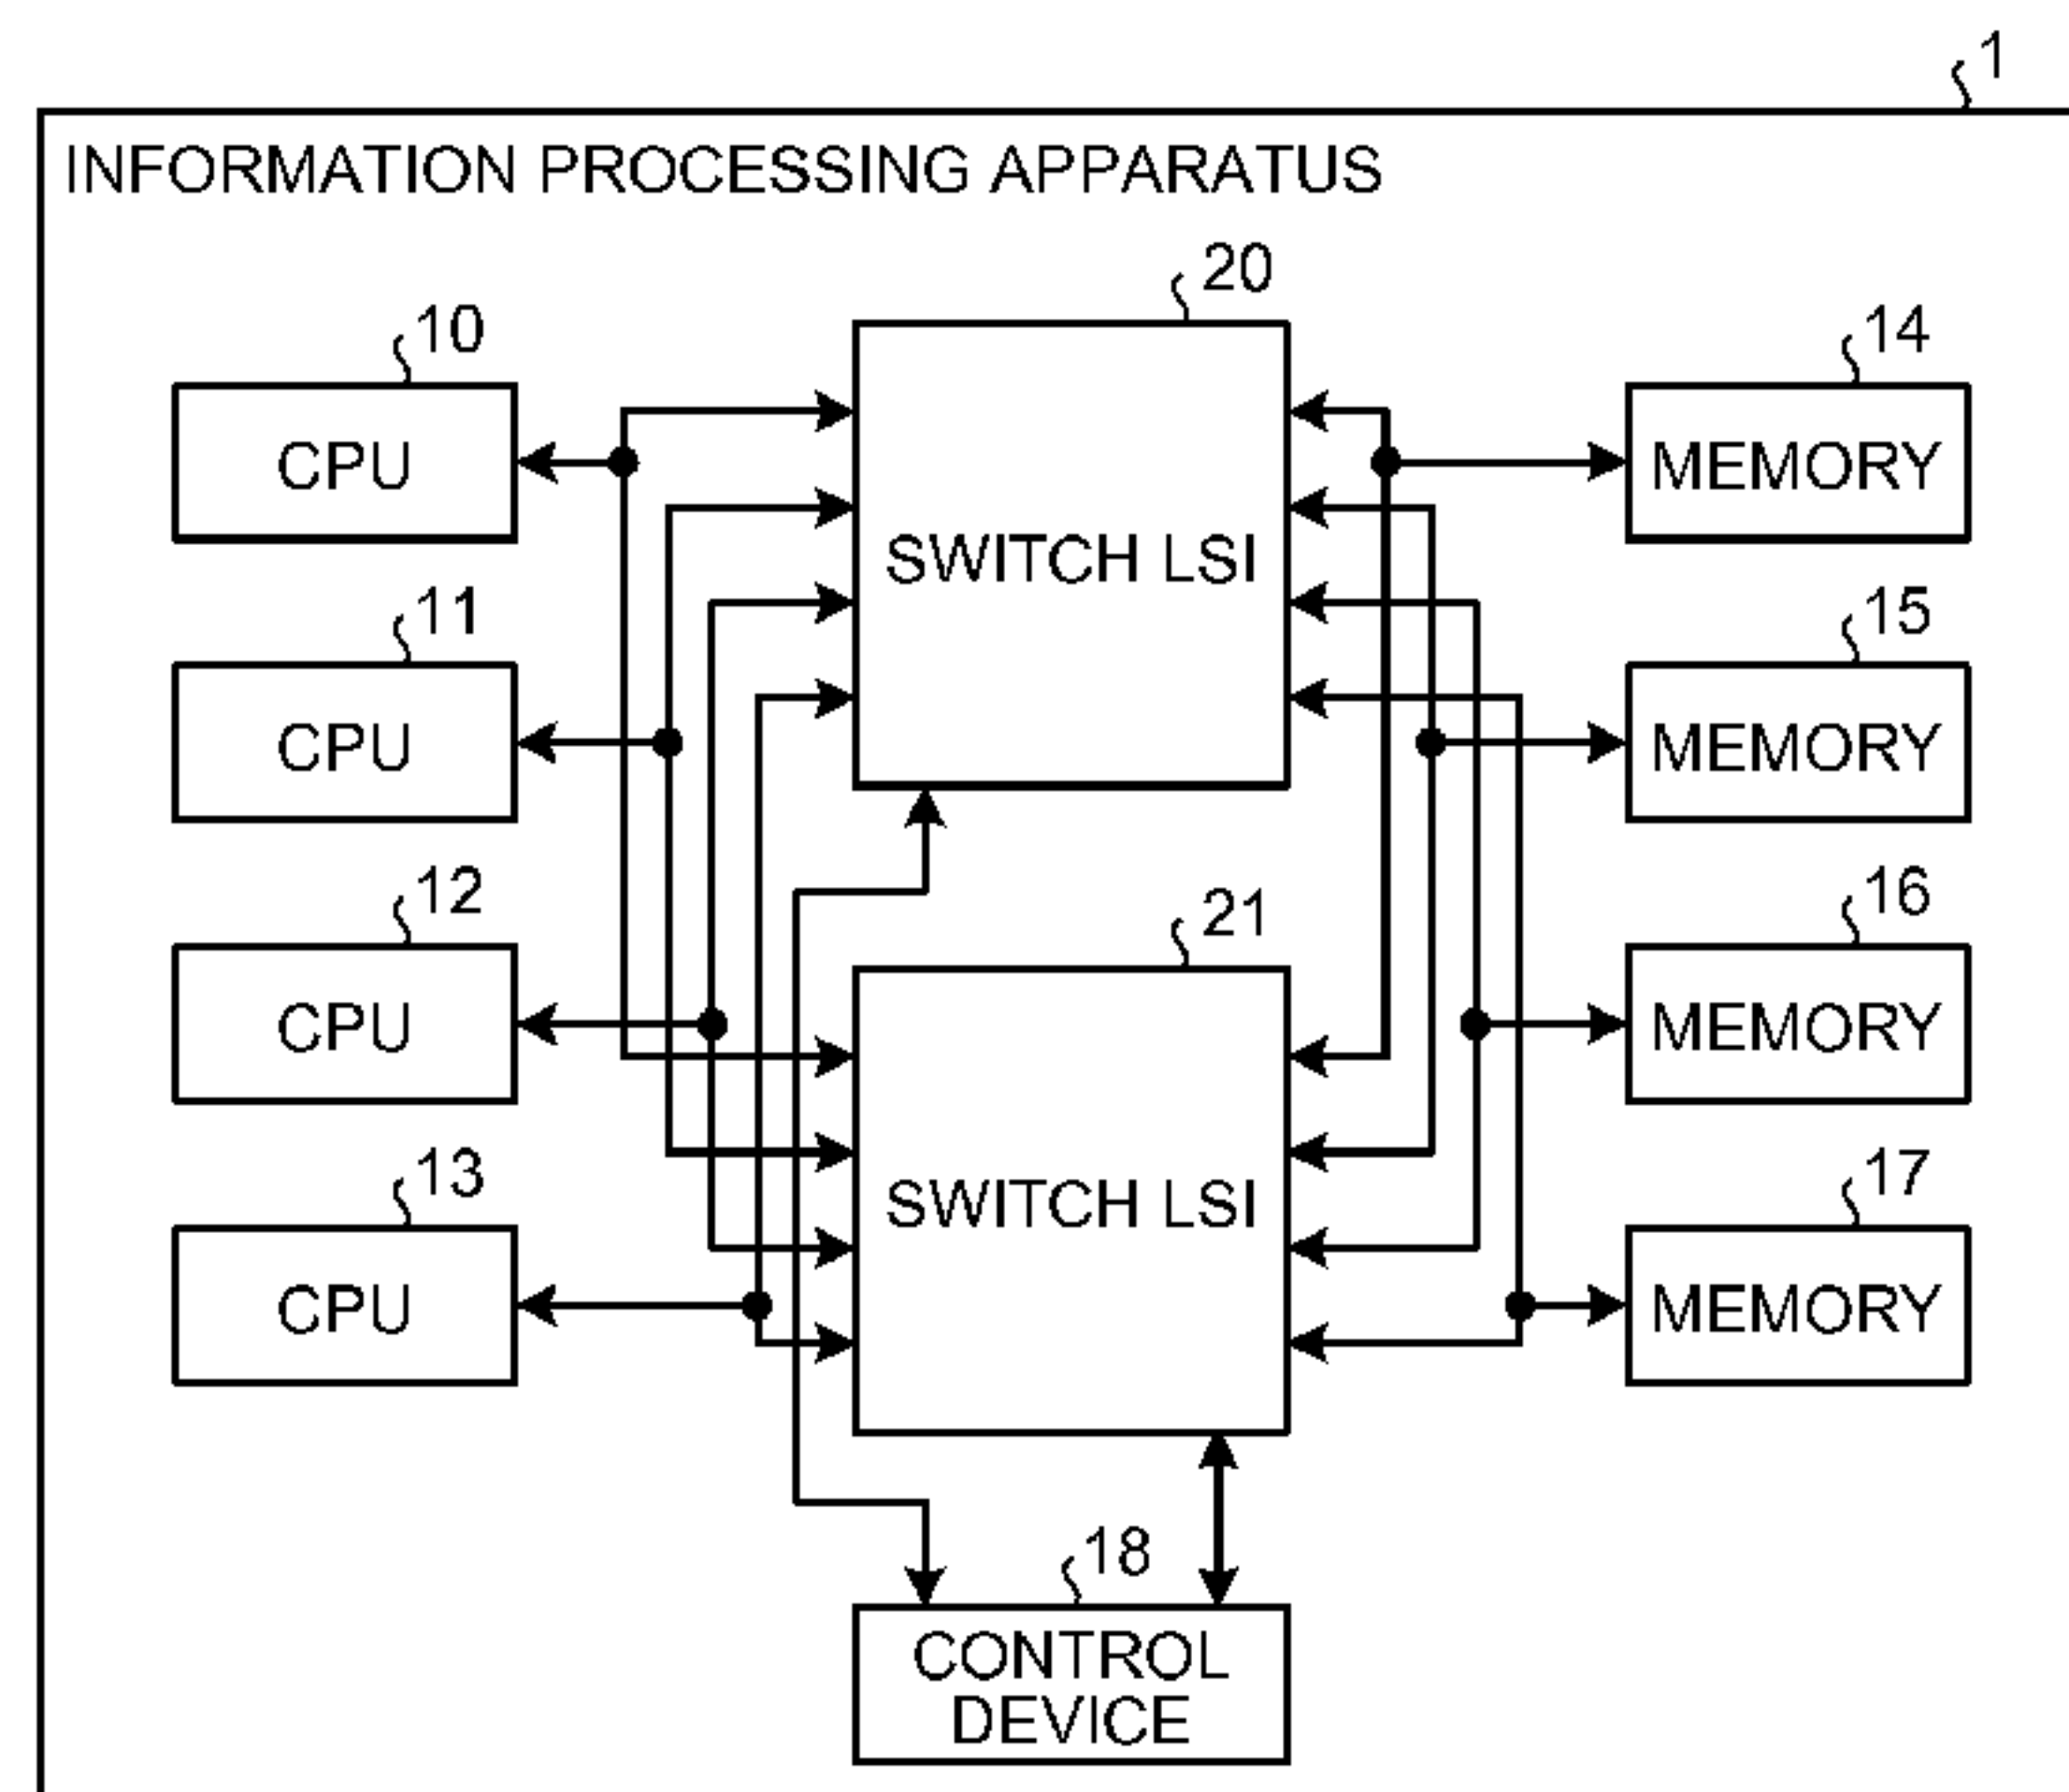 1
INFORMATION PROCESSING APPARATUS
20
10
14
CPU
MEMORY
SWITCH LSI
11
15
CPU
MEMORY
12
21
16
CPU
MEMORY
13
17
SWITCH LSI
CPU
MEMORY
18
CONTROL
DEVICE